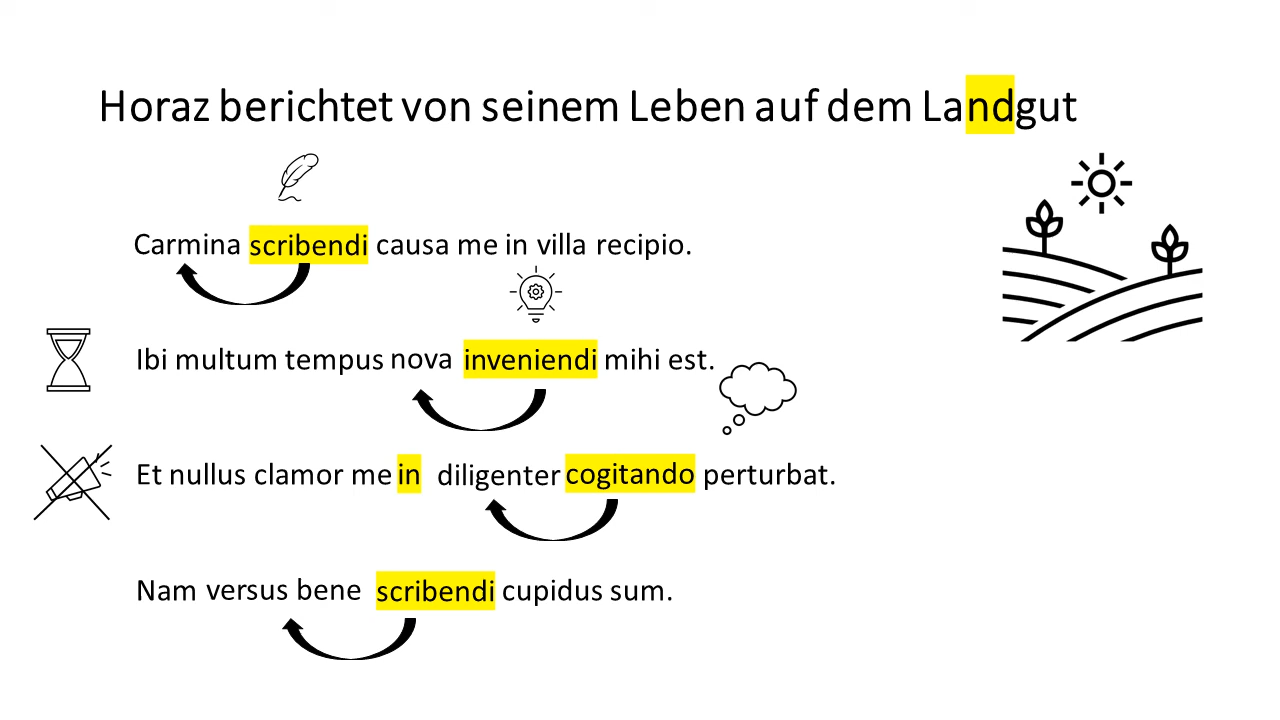 Horaz berichtet von seinem Leben auf dem Landgut
Carmina scribendi causa me in villa recipio.
Ibi multum tempus nova inveniendi mihi est.
Et nullus clamor me in diligenter cogitando perturbat.
Nam versus bene scribendi cupidus sum.